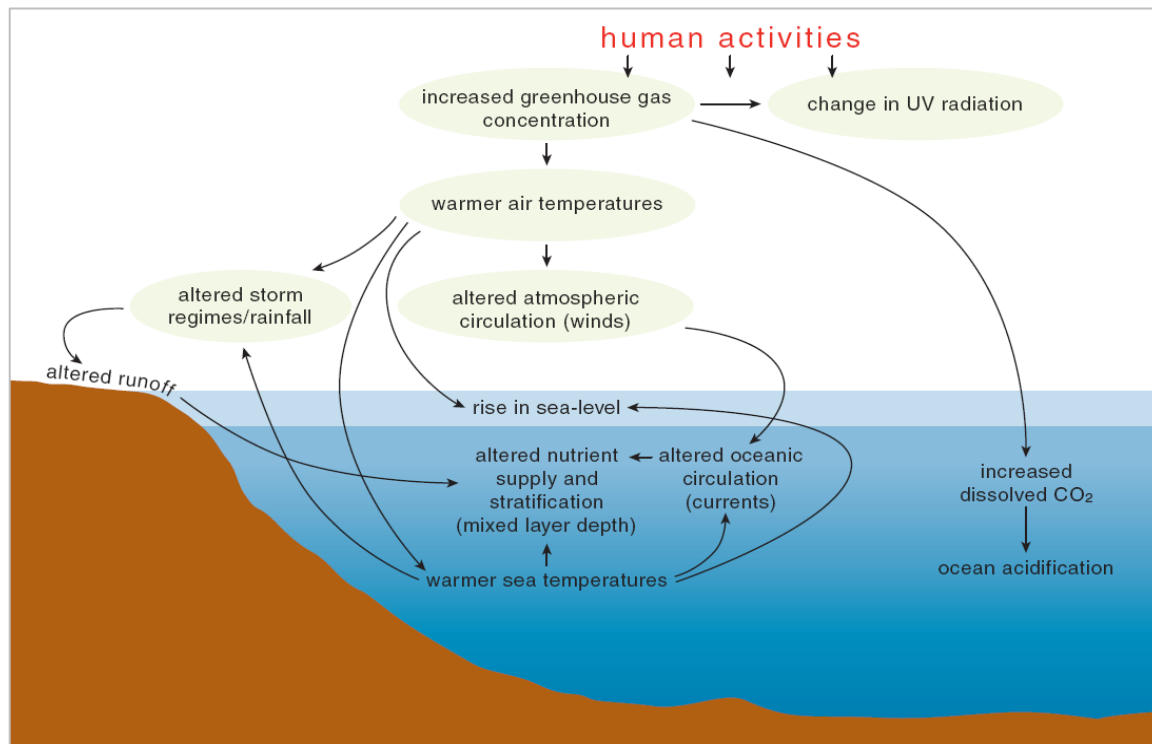 human activities
increased greenhouse gas
concentration
change in UV radiation
warmer air temperatures
altered storm
regimes/rainfall
altered atmospheric
circulation (winds)
altered runoff
rise in sea-level
altered nutrient
supply and
stratification
(mixed layer depth)
altered oceanic
circulation
(currents)
increased
dissolved CO₂
warmer sea temperatures
ocean acidification